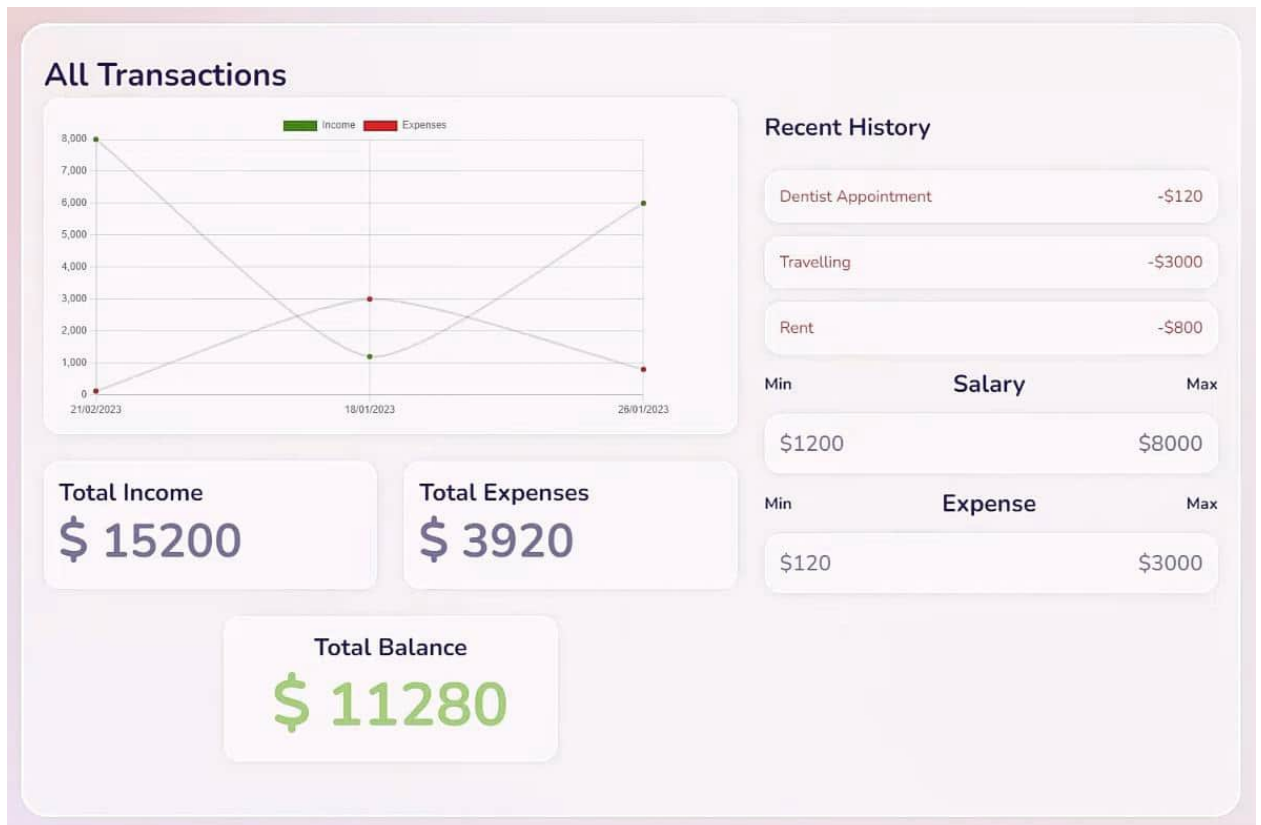 All Transactions
Income Expenses
8,000
7,000
6,000
5,000
4,000
3,000
2,000
1,000
0
21/02/2023 18/01/2023 26/01/2023
Total Income
$ 15200
Total Expenses
$ 3920
Total Balance
$ 11280
Recent History
Dentist Appointment -$120
Travelling -$3000
Rent -$800
Min Salary Max
$1200 $8000
Min Expense Max
$120 $3000